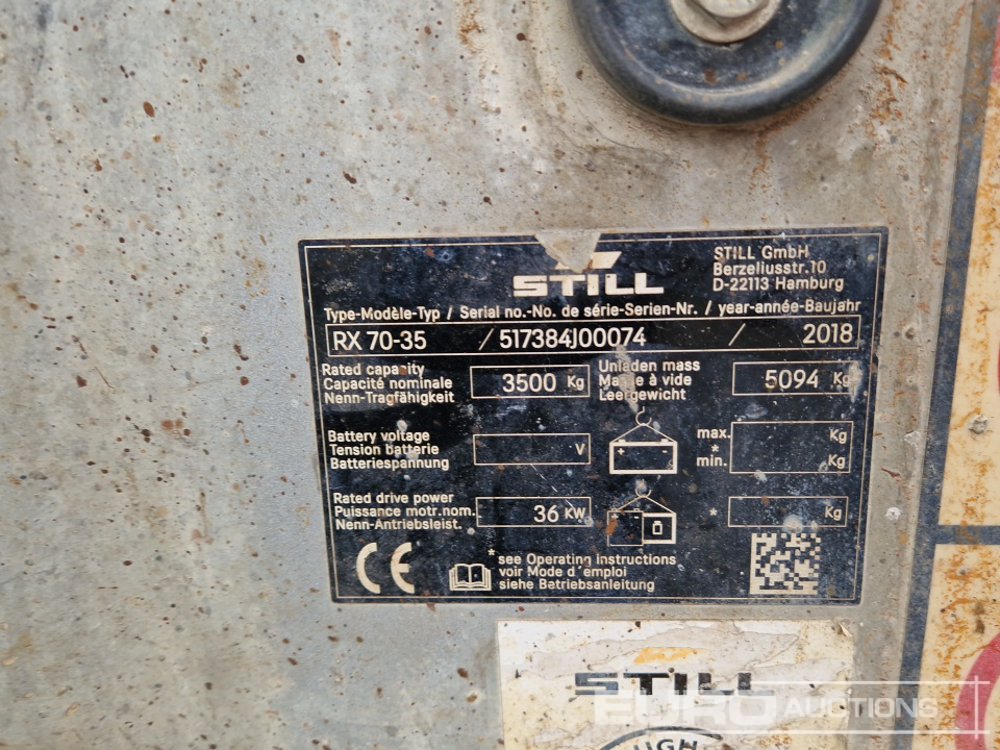 STILL
STILL GmbH
Berzeliusstr.10
D-22113 Hamburg
Type-Modèle-Typ / Serial no.-No. de série-Serien-Nr. / year-année-Baujahr
RX 70-35 / 517384J00074 / 2018
Rated capacity
Capacité nominale
Nenn-Tragfähigkeit
3500 Kg
Unladen mass
Masse à vide
Leergewicht
5094 Kg
Battery voltage
Tension batterie
Batteriespannung
V
+ -
max. Kg
*
min. Kg
Rated drive power
Puissance motr.nom.
Nenn-Antriebsleist.
36 KW
* Kg
CE
*see Operating instructions
voir Mode d'emploi
siehe Betriebsanleitung
STILL
EURO AUCTIONS